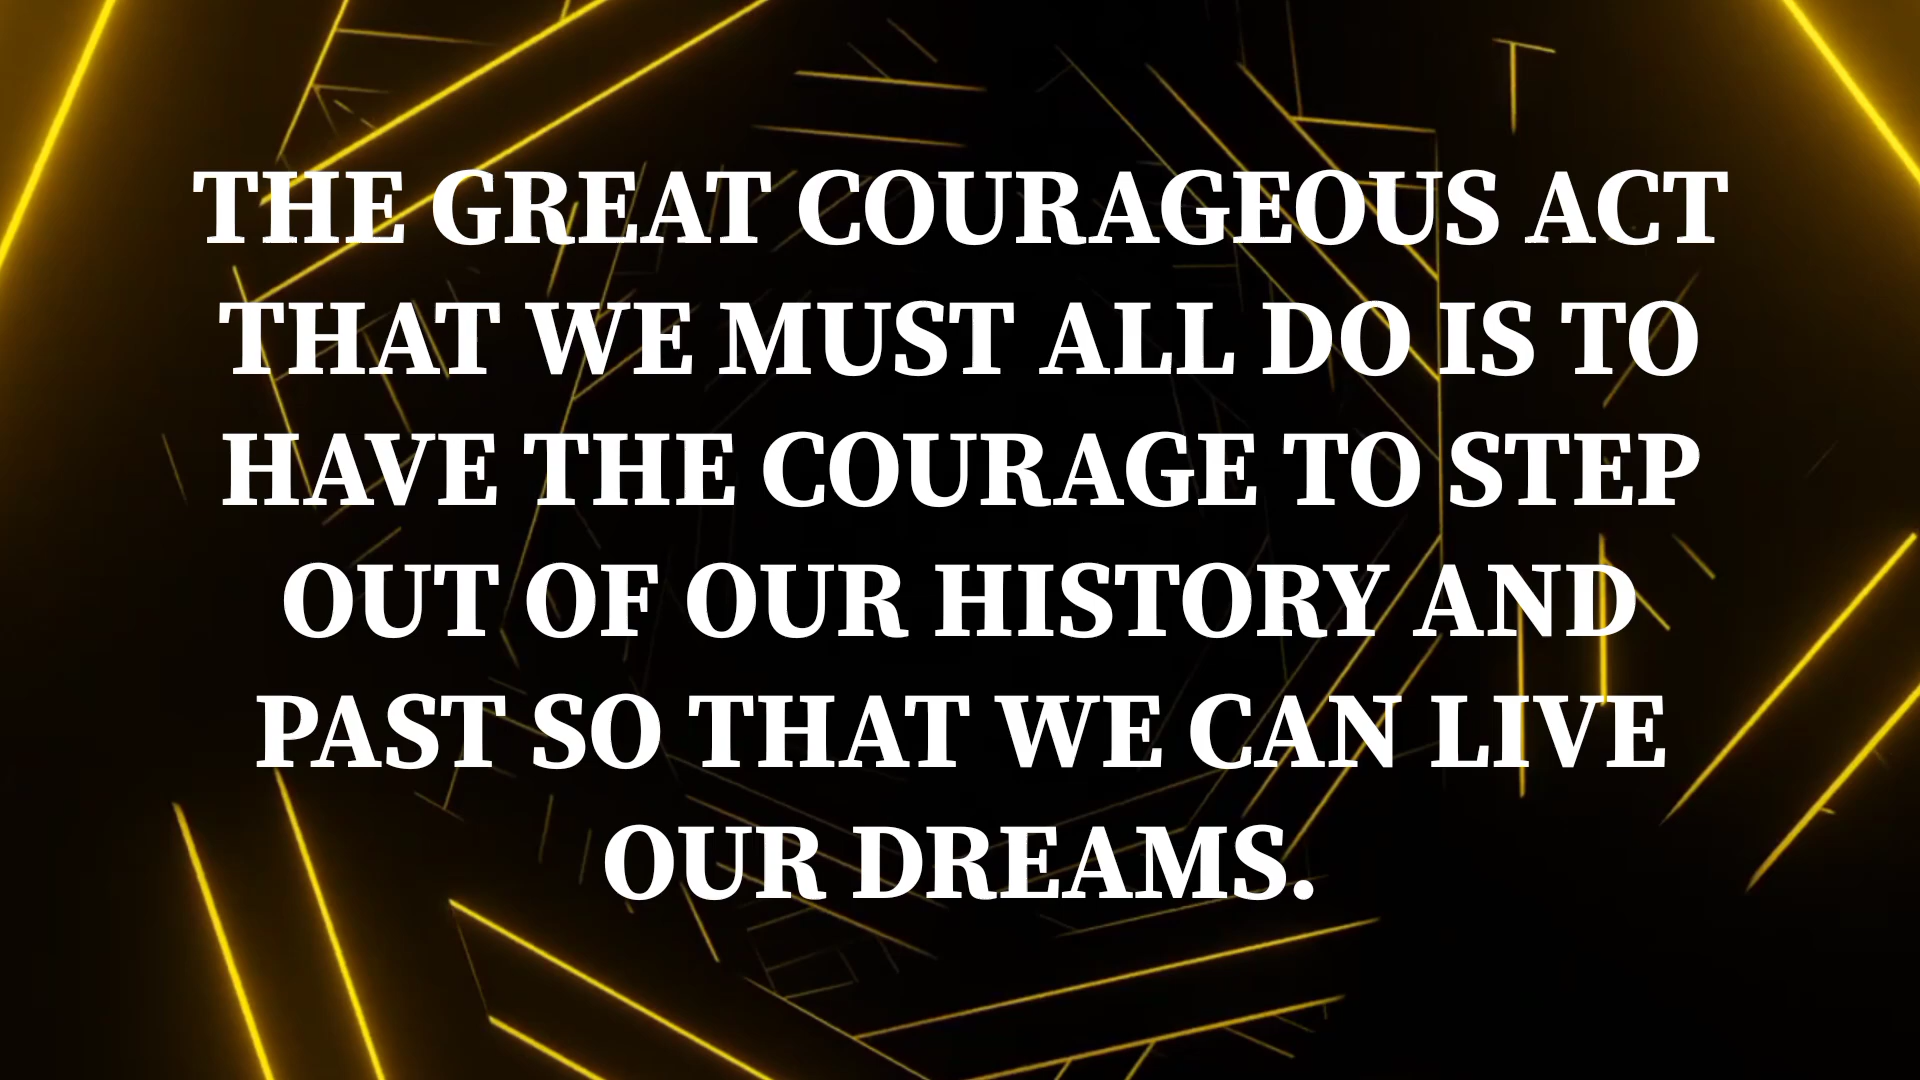 THE GREAT COURAGEOUS ACT
THAT WE MUST ALL DO IS TO
HAVE THE COURAGE TO STEP
OUT OF OUR HISTORY AND
PAST SO THAT WE CAN LIVE
OUR DREAMS.